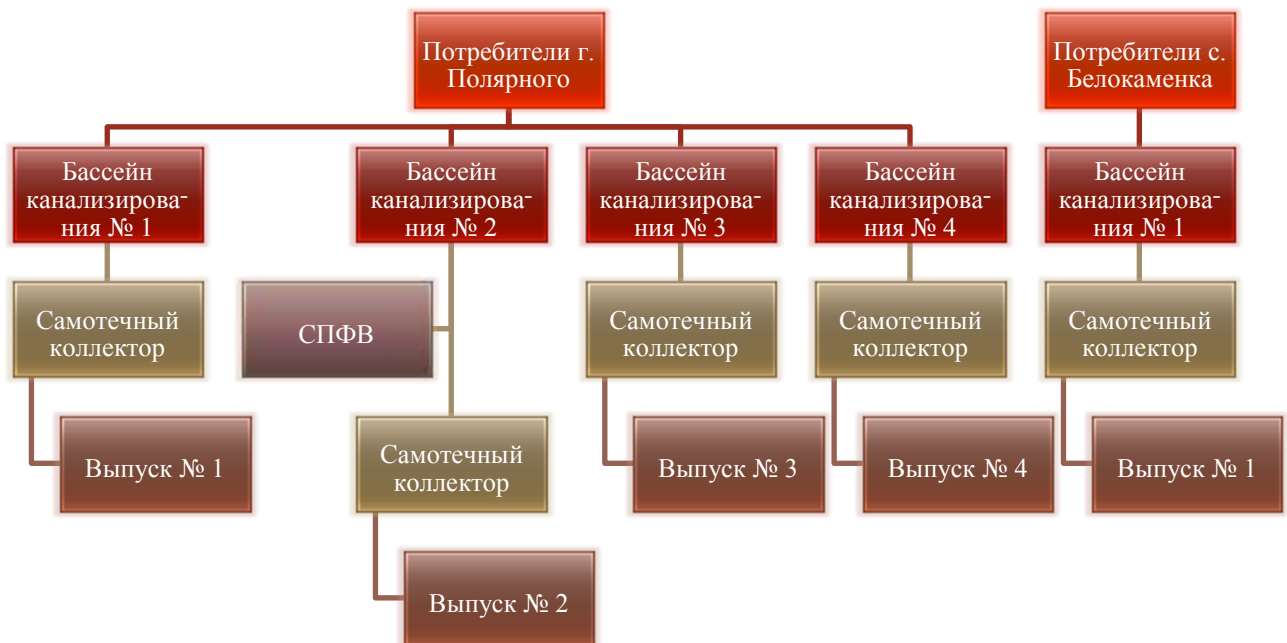 Потребители г.
Полярного
Потребители с.
Белокаменка
Бассейн
канализирова-
ния № 1
Бассейн
канализирова-
ния № 2
Бассейн
канализирова-
ния № 3
Бассейн
канализирова-
ния № 4
Бассейн
канализирова-
ния № 1
Самотечный
коллектор
СПФВ
Самотечный
коллектор
Самотечный
коллектор
Самотечный
коллектор
Выпуск № 1
Самотечный
коллектор
Выпуск № 3
Выпуск № 4
Выпуск № 1
Выпуск № 2